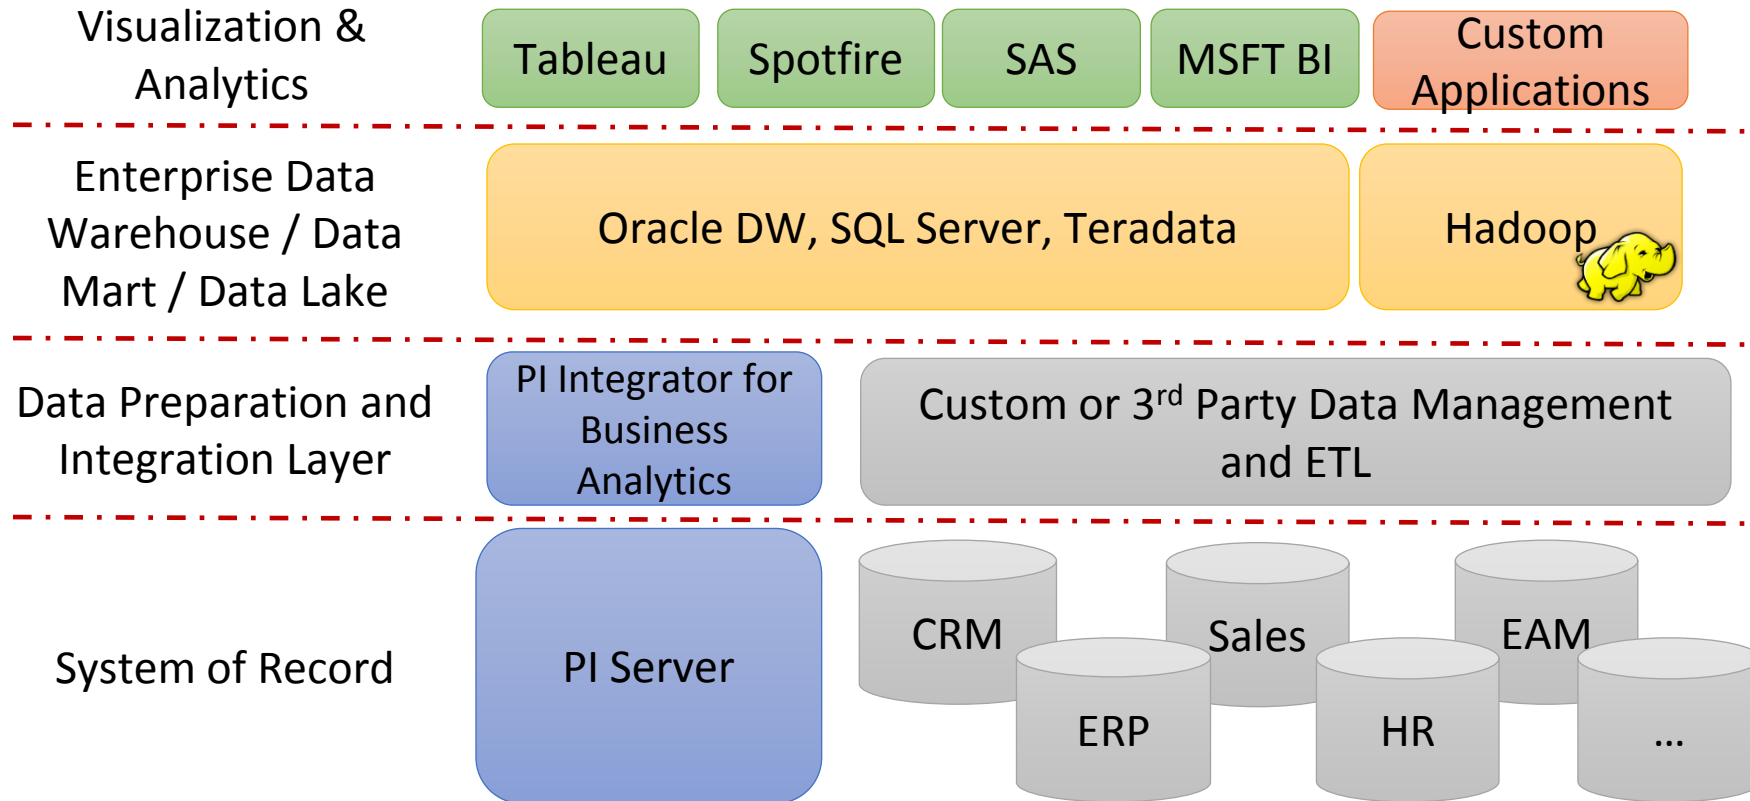 Visualization &
Analytics
Tableau
Spotfire
SAS
MSFT BI
Custom
Applications
Enterprise Data
Warehouse / Data
Mart / Data Lake
Oracle DW, SQL Server, Teradata
Hadoop
Data Preparation and
Integration Layer
PI Integrator for
Business
Analytics
Custom or 3rd Party Data Management
and ETL
System of Record
PI Server
CRM
Sales
EAM
ERP
HR
...